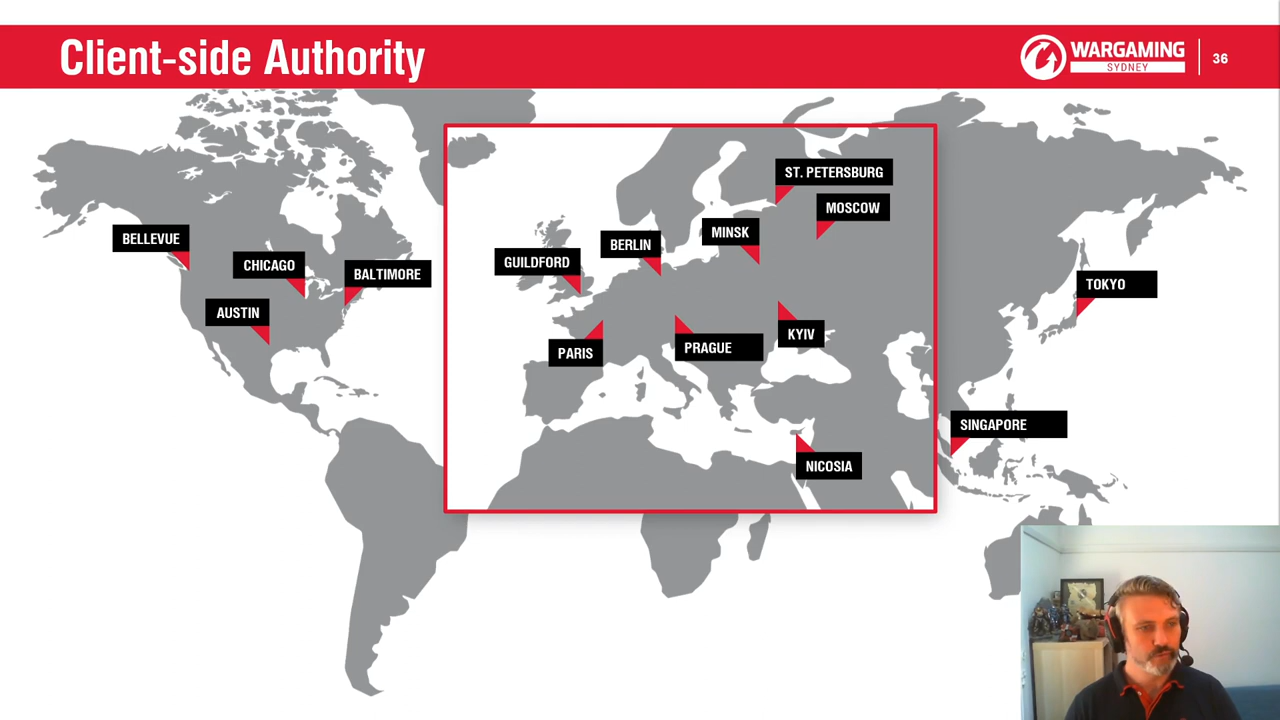 Client-side Authority
WARGAMING
SYDNEY
36
ST. PETERSBURG
MOSCOW
MINSK
BERLIN
BELLEVUE
GUILDFORD
CHICAGO
BALTIMORE
TOKYO
AUSTIN
KYIV
PRAGUE
PARIS
SINGAPORE
NICOSIA